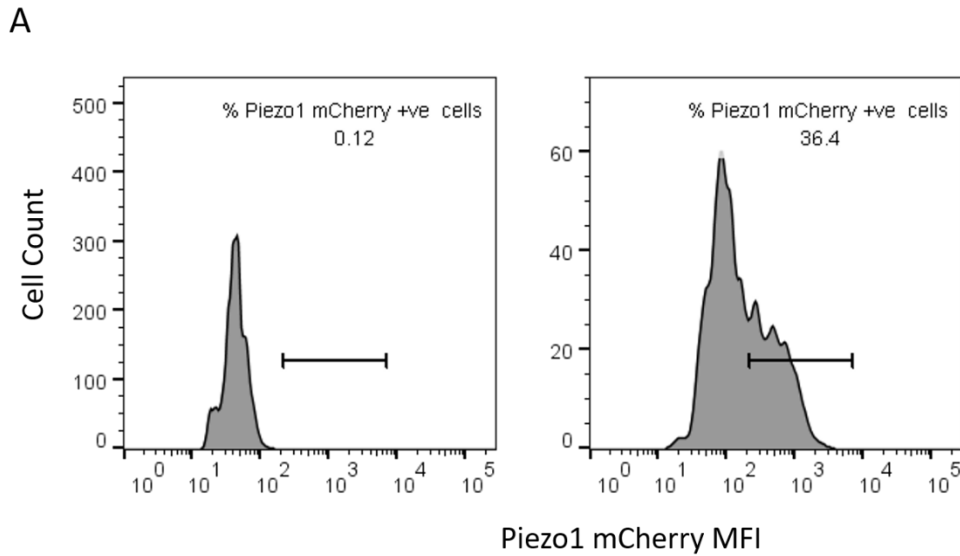 A
% Piezo1 mCherry +ve cells
0.12
500
400
300
200
100
0
10^0 10^1 10^2 10^3 10^4 10^5
Cell Count
% Piezo1 mCherry +ve cells
36.4
60
40
20
0
10^0 10^1 10^2 10^3 10^4 10^5
Piezo1 mCherry MFI